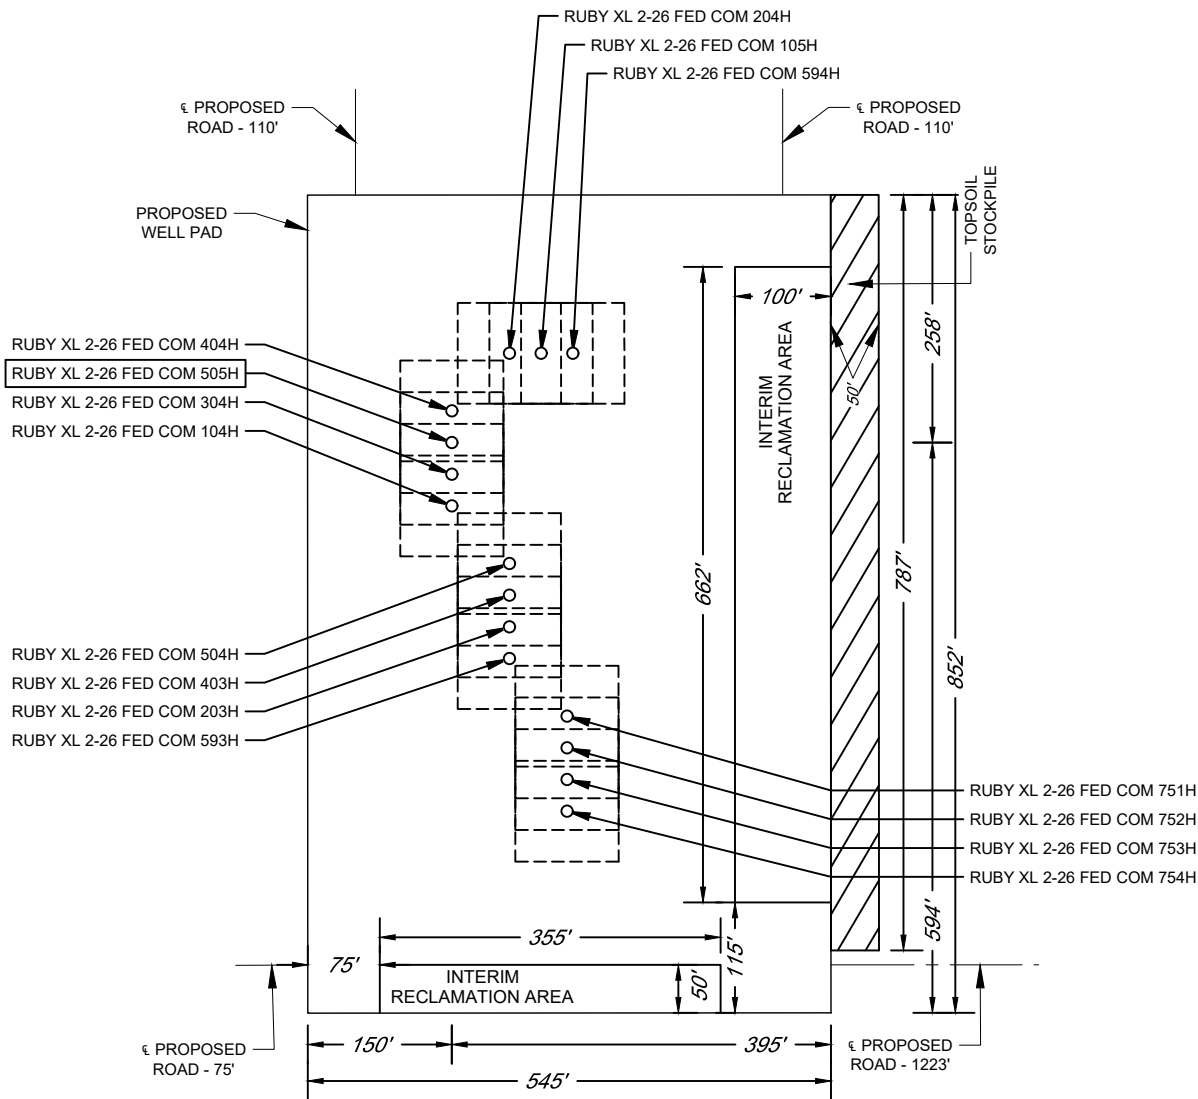 RUBY XL 2-26 FED COM 204H
RUBY XL 2-26 FED COM 105H
RUBY XL 2-26 FED COM 594H
℄ PROPOSED
ROAD - 110'
℄ PROPOSED
ROAD - 110'
PROPOSED
WELL PAD
TOPSOIL
STOCKPILE
100'
INTERIM
RECLAMATION AREA
50'
258'
RUBY XL 2-26 FED COM 404H
RUBY XL 2-26 FED COM 505H
RUBY XL 2-26 FED COM 304H
RUBY XL 2-26 FED COM 104H
662'
787'
852'
RUBY XL 2-26 FED COM 504H
RUBY XL 2-26 FED COM 403H
RUBY XL 2-26 FED COM 203H
RUBY XL 2-26 FED COM 593H
RUBY XL 2-26 FED COM 751H
RUBY XL 2-26 FED COM 752H
RUBY XL 2-26 FED COM 753H
RUBY XL 2-26 FED COM 754H
594'
355'
115'
75'
INTERIM
RECLAMATION AREA
50'
℄ PROPOSED
ROAD - 75'
150'
395'
℄ PROPOSED
ROAD - 1223'
545'